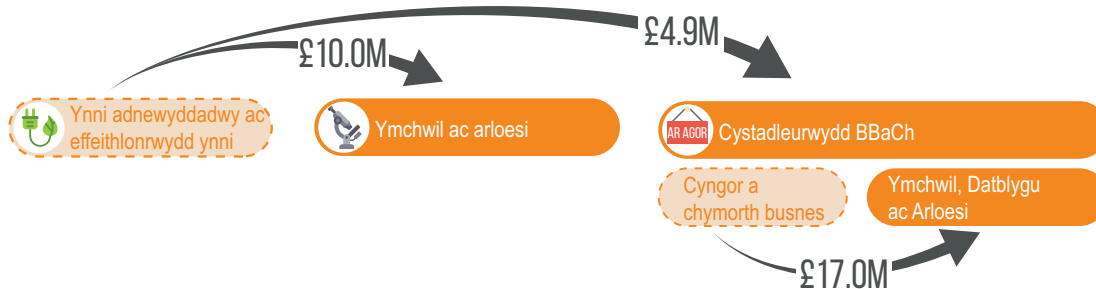 £10.0M
£4.9M
Ynni adnewyddadwy ac
effeithlonrwydd ynni
Ymchwil ac arloesi
AR AGOR
Cystadleurwydd BBaCh
Cyngor a
chymorth busnes
Ymchwil, Datblygu
ac Arloesi
£17.0M